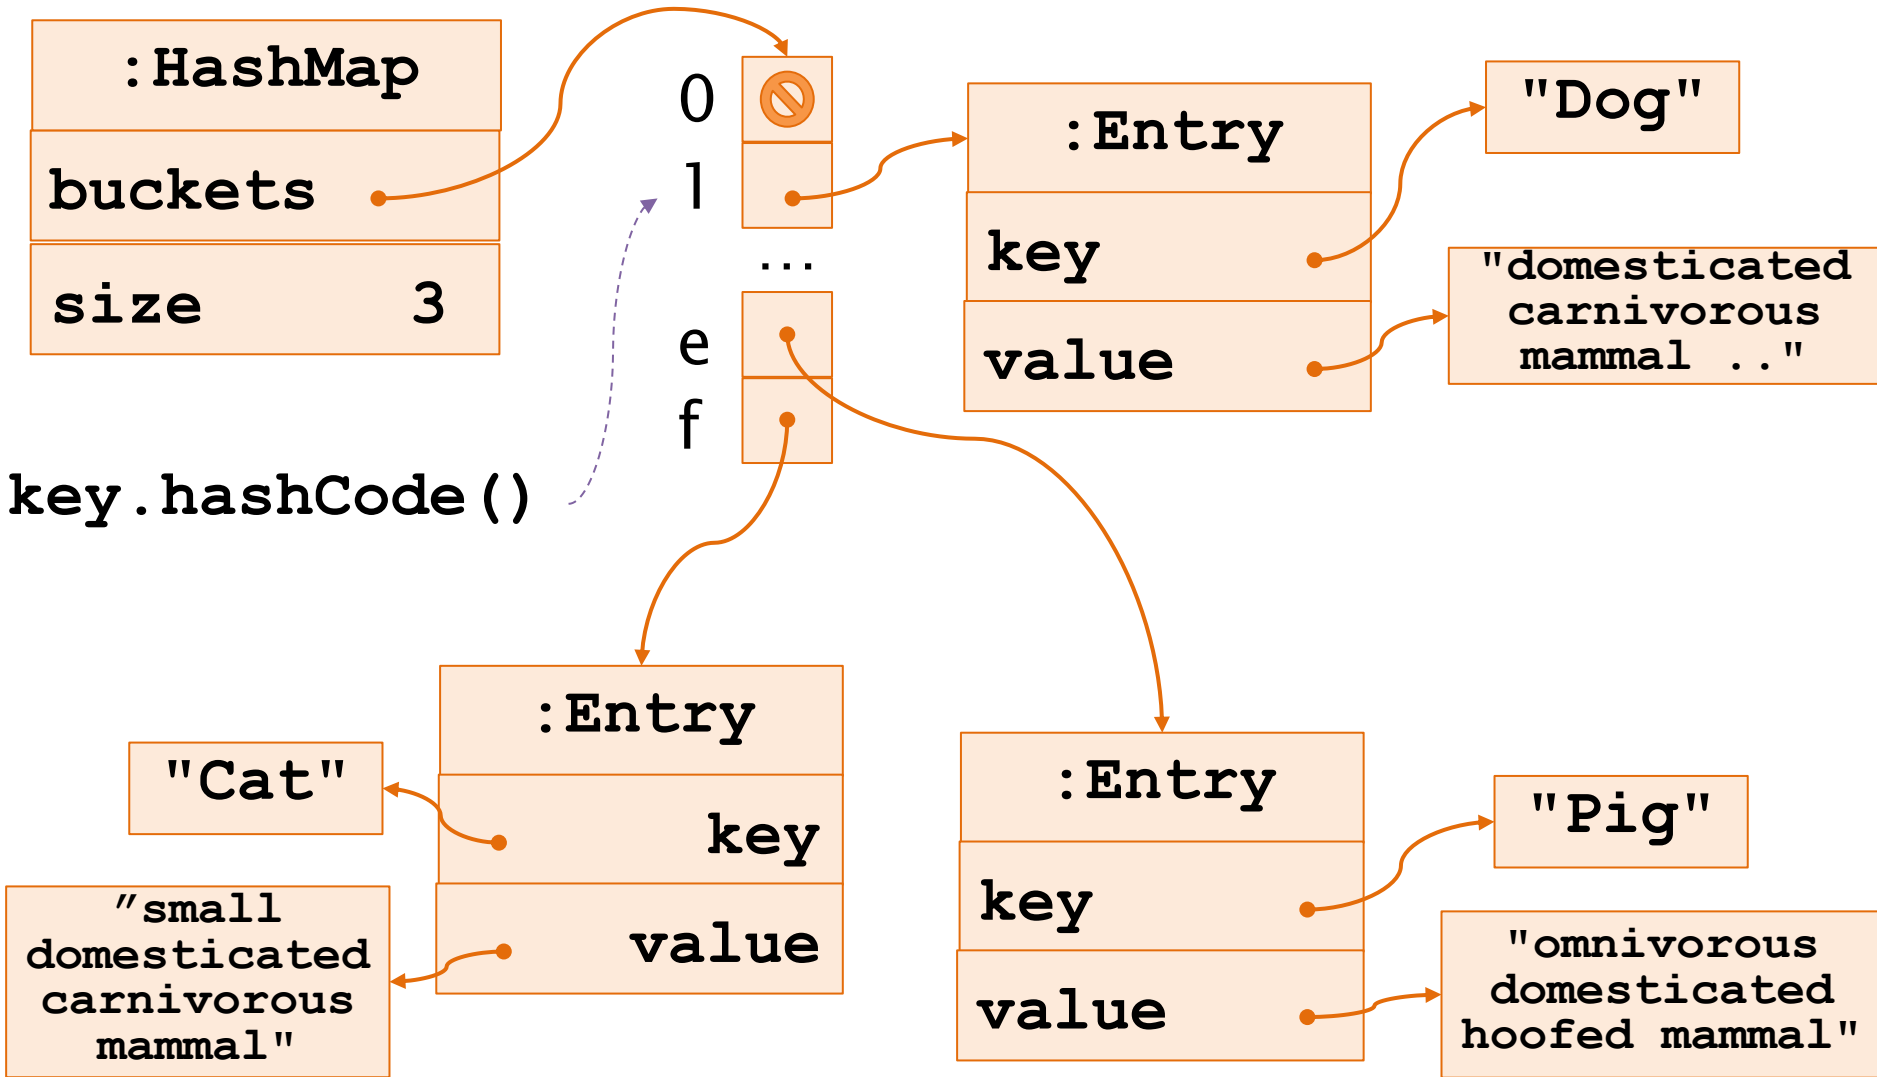 :HashMap
buckets
size 3
0
1
...
e
f
key.hashCode()
:Entry
key
value
"Dog"
"domesticated
carnivorous
mammal .."
:Entry
key
value
"Cat"
″small
domesticated
carnivorous
mammal"
:Entry
key
value
"Pig"
"omnivorous
domesticated
hoofed mammal"